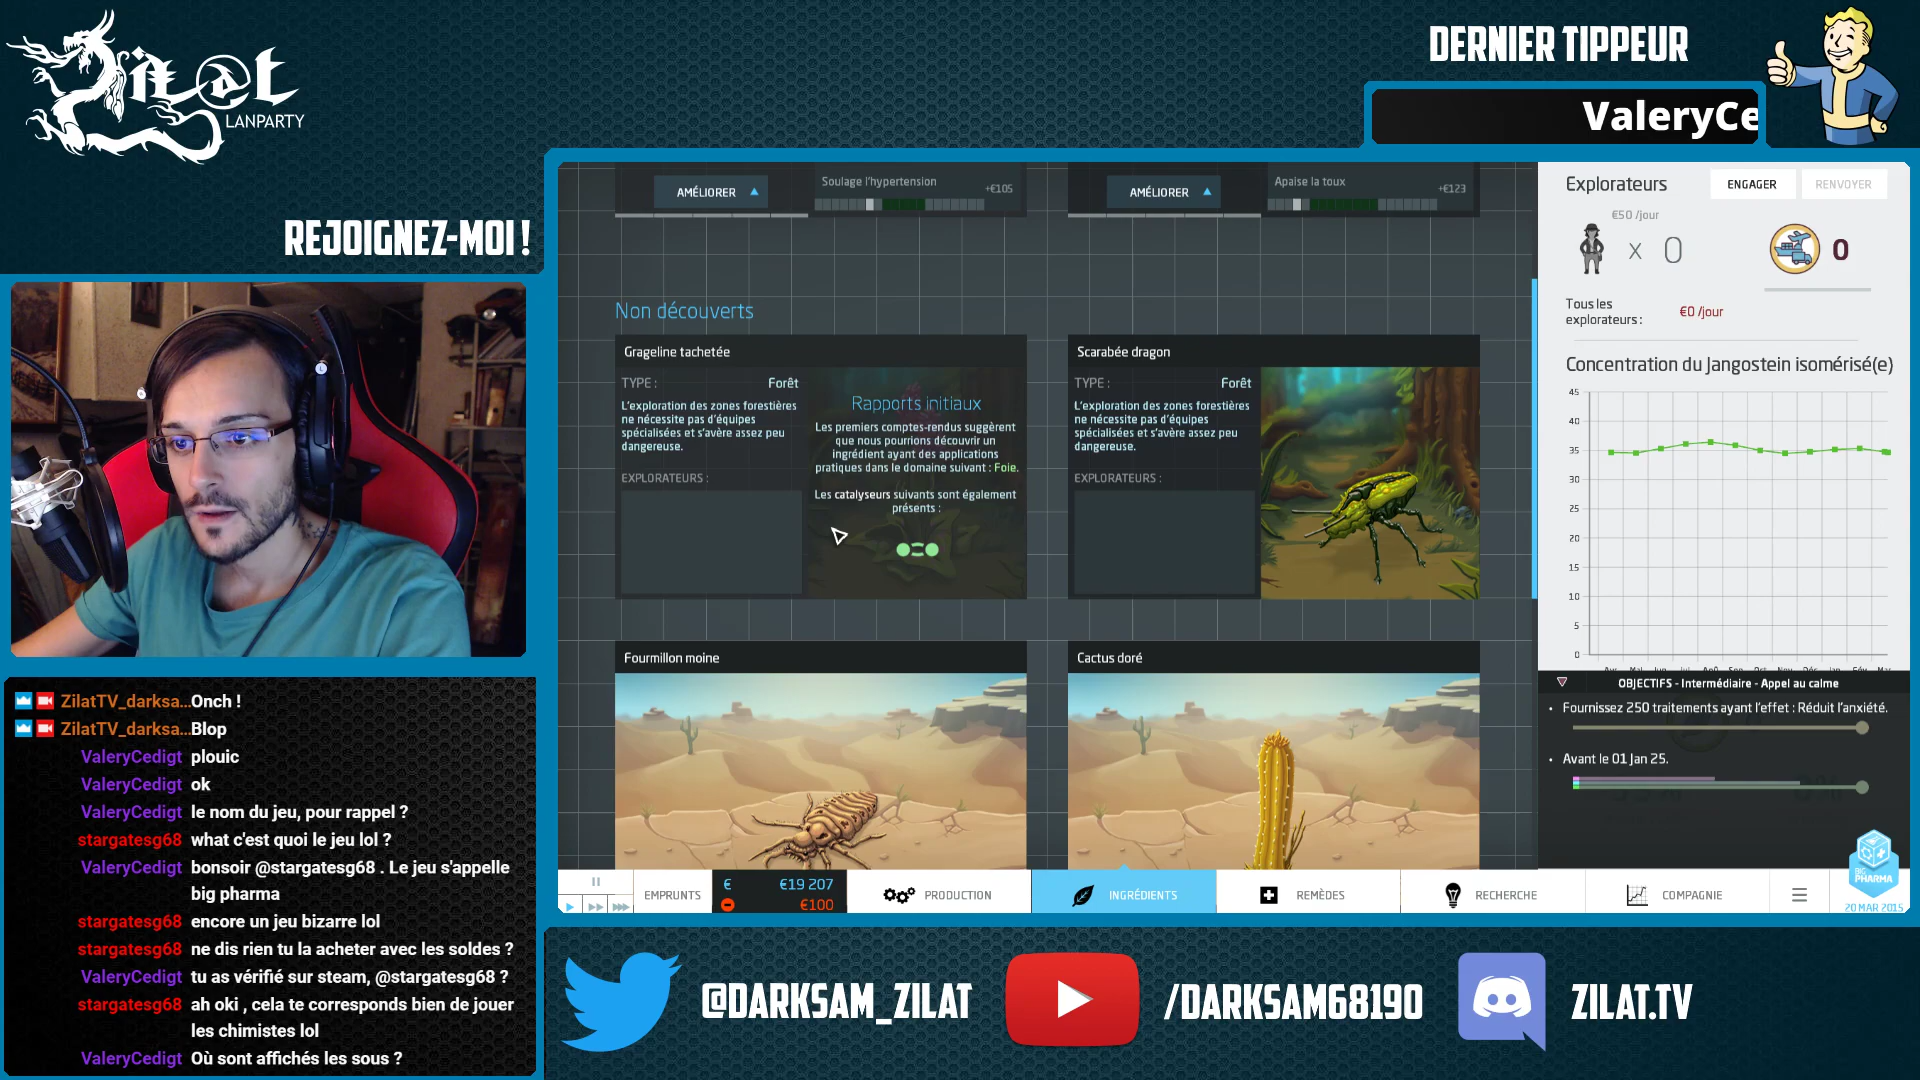 Zil@t
LANPARTY
DERNIER TIPPEUR
ValeryCe
REJOIGNEZ-MOI !
AMÉLIORER
Soulage l'hypertension
+€105
AMÉLIORER
Apaise la toux
+€123
Non découverts
Grageline tachetée
TYPE :
Forêt
L'exploration des zones forestières
ne nécessite pas d'équipes
spécialisées et s'avère assez peu
dangereuse.
EXPLORATEURS :
Rapports initiaux
Les premiers comptes-rendus suggèrent
que nous pourrions découvrir un
ingrédient ayant des applications
pratiques dans le domaine suivant : Foie.
Les catalyseurs suivants sont également
présents :
Scarabée dragon
TYPE :
Forêt
L'exploration des zones forestières
ne nécessite pas d'équipes
spécialisées et s'avère assez peu
dangereuse.
EXPLORATEURS :
Fourmillon moine
Cactus doré
Explorateurs
ENGAGER
RENVOYER
€50 /jour
x 0
0
Tous les
explorateurs :
€0 /jour
Concentration du Jangostein isomérisé(e)
45
40
35
30
25
20
15
10
5
0
OBJECTIFS - Intermédiaire - Appel au calme
• Fournissez 250 traitements ayant l'effet : Réduit l'anxiété.
• Avant le 01 Jan 25.
EMPRUNTS
€
€19 207
€100
PRODUCTION
INGRÉDIENTS
REMÈDES
RECHERCHE
COMPAGNIE
BIG
PHARMA
20 MAR 2015
ZilatTV_darksa... Onch !
ZilatTV_darksa... Blop
ValeryCedigt plouic
ValeryCedigt ok
ValeryCedigt le nom du jeu, pour rappel ?
stargatesg68 what c'est quoi le jeu lol ?
ValeryCedigt bonsoir @stargatesg68 . Le jeu s'appelle
big pharma
stargatesg68 encore un jeu bizarre lol
stargatesg68 ne dis rien tu la acheter avec les soldes ?
ValeryCedigt tu as vérifié sur steam, @stargatesg68 ?
stargatesg68 ah oki , cela te corresponds bien de jouer
les chimistes lol
ValeryCedigt Où sont affichés les sous ?
@DARKSAM_ZILAT
/DARKSAM68190
ZILAT.TV